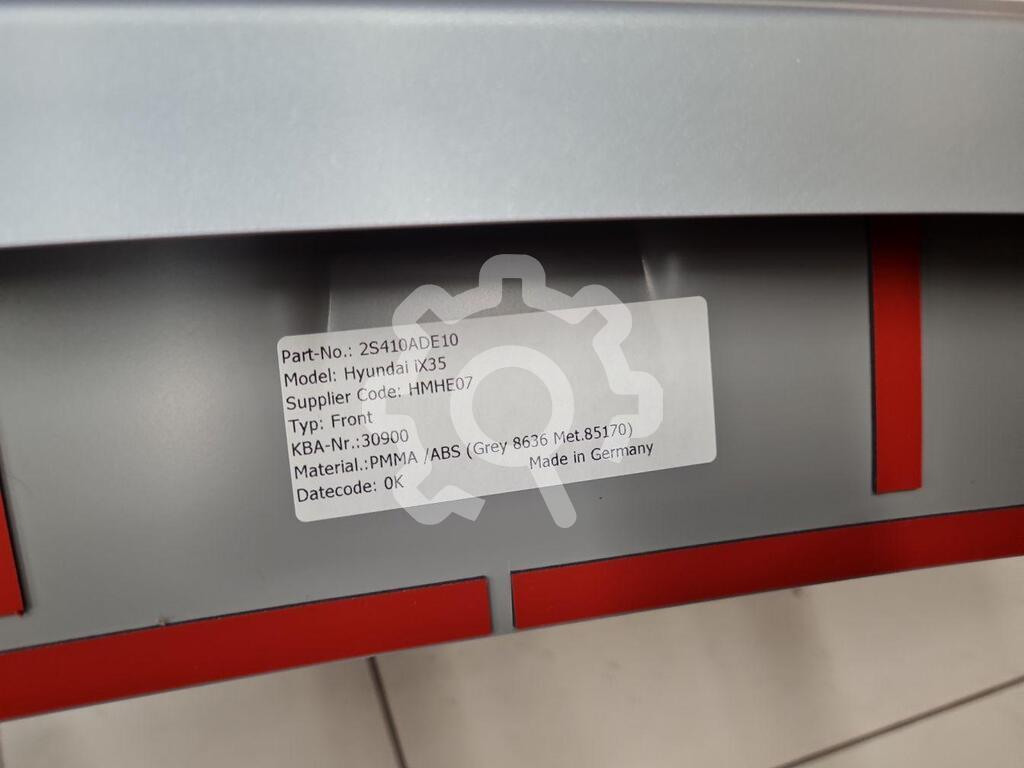 Part-No.: 2S410ADE10
Model: Hyundai iX35
Supplier Code: HMHE07
Typ: Front
KBA-Nr.:30900
Material.:PMMA /ABS (Grey 8636 Met.85170)
Datecode: 0K
Made in Germany